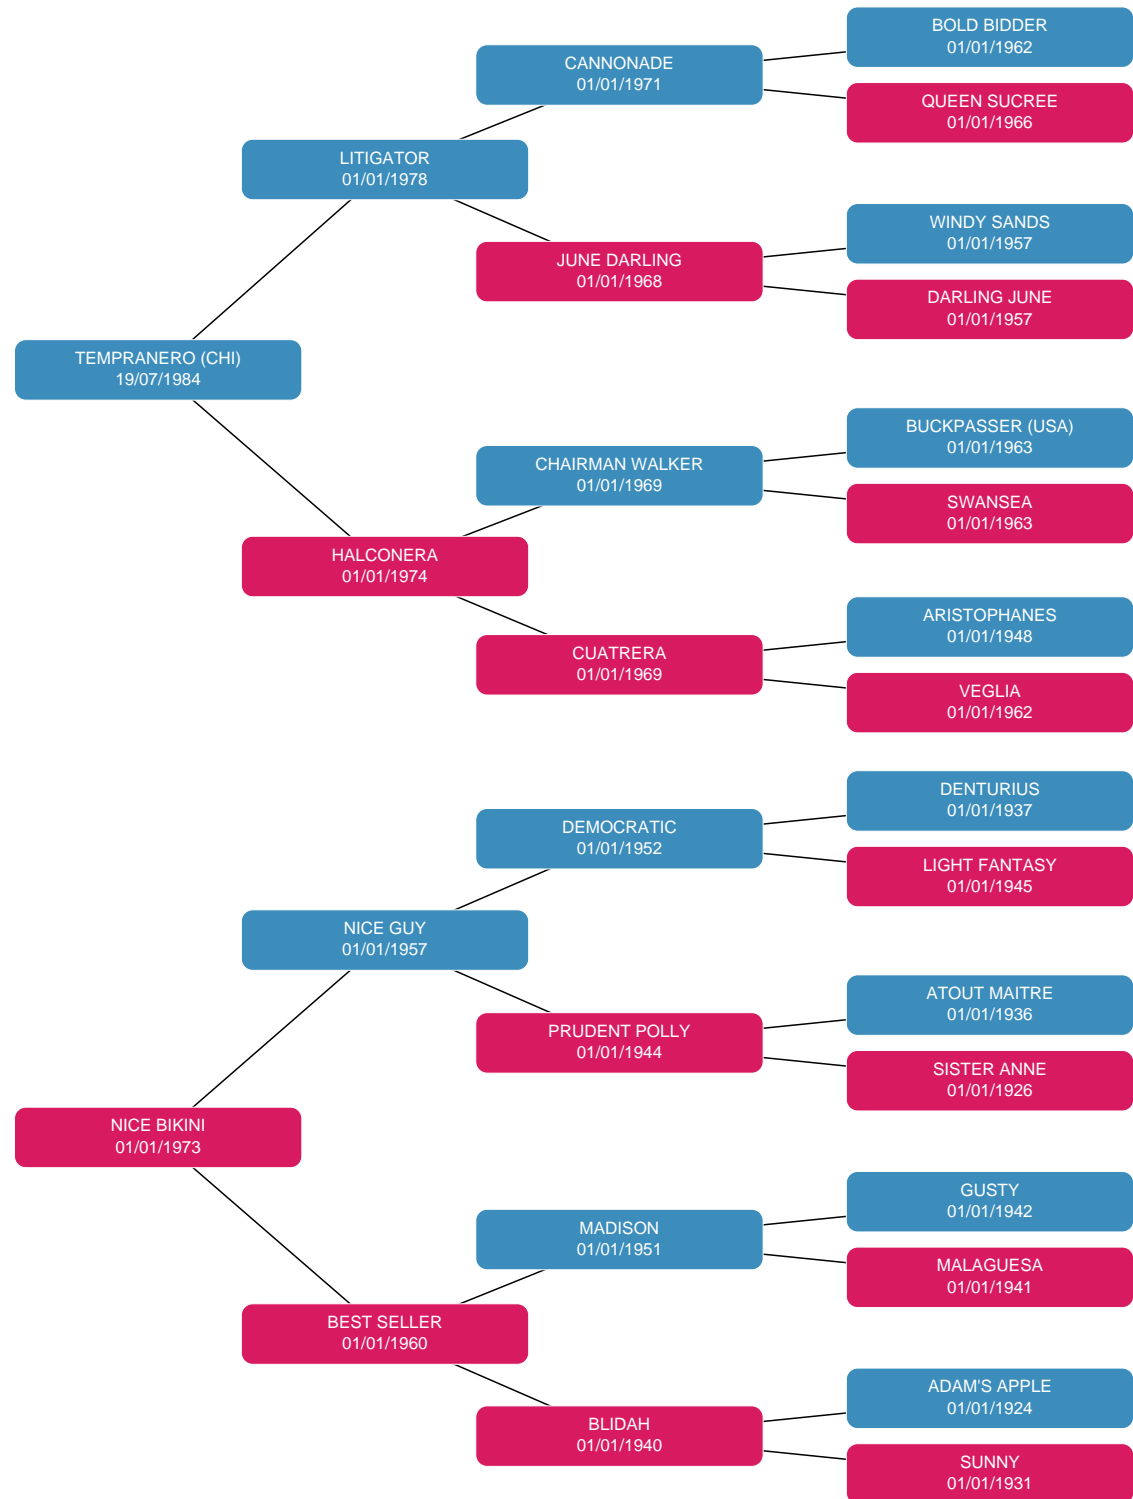 BOLD BIDDER
01/01/1962
CANNONADE
01/01/1971
QUEEN SUCREE
01/01/1966
LITIGATOR
01/01/1978
WINDY SANDS
01/01/1957
JUNE DARLING
01/01/1968
DARLING JUNE
01/01/1957
TEMPRANERO (CHI)
19/07/1984
BUCKPASSER (USA)
01/01/1963
CHAIRMAN WALKER
01/01/1969
SWANSEA
01/01/1963
HALCONERA
01/01/1974
ARISTOPHANES
01/01/1948
CUATRERA
01/01/1969
VEGLIA
01/01/1962
DENTURIUS
01/01/1937
DEMOCRATIC
01/01/1952
LIGHT FANTASY
01/01/1945
NICE GUY
01/01/1957
ATOUT MAITRE
01/01/1936
PRUDENT POLLY
01/01/1944
SISTER ANNE
01/01/1926
NICE BIKINI
01/01/1973
GUSTY
01/01/1942
MADISON
01/01/1951
MALAGUESA
01/01/1941
BEST SELLER
01/01/1960
ADAM'S APPLE
01/01/1924
BLIDAH
01/01/1940
SUNNY
01/01/1931